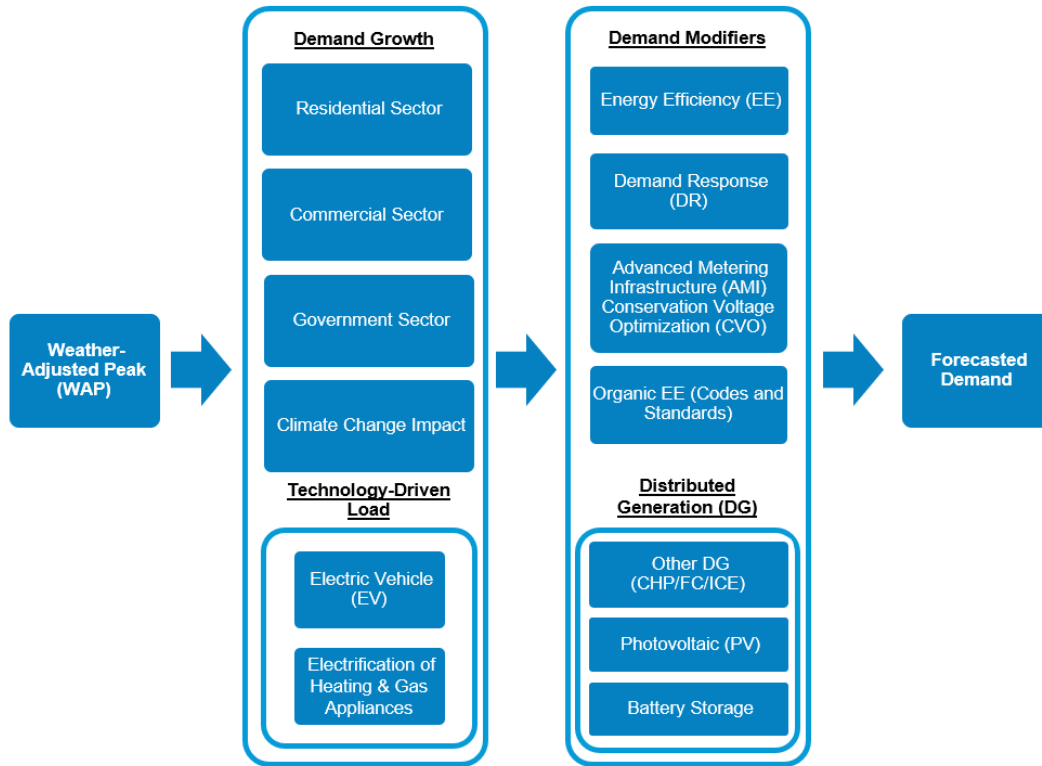 Weather-
Adjusted Peak
(WAP)
Demand Growth
Residential Sector
Commercial Sector
Government Sector
Climate Change Impact
Technology-Driven
Load
Electric Vehicle
(EV)
Electrification of
Heating & Gas
Appliances
Demand Modifiers
Energy Efficiency (EE)
Demand Response
(DR)
Advanced Metering
Infrastructure (AMI)
Conservation Voltage
Optimization (CVO)
Organic EE (Codes and
Standards)
Distributed
Generation (DG)
Other DG
(CHP/FC/ICE)
Photovoltaic (PV)
Battery Storage
Forecasted
Demand